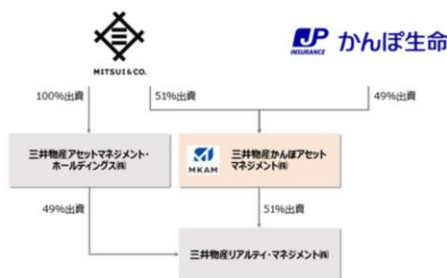 MITSUI & CO.
JP
INSURANCE
かんぽ生命
100%出資
51%出資
49%出資
三井物産アセットマネジメント・
ホールディングス㈱
MKAM
三井物産かんぽアセット
マネジメント㈱
49%出資
51%出資
三井物産リアルティ・マネジメント㈱